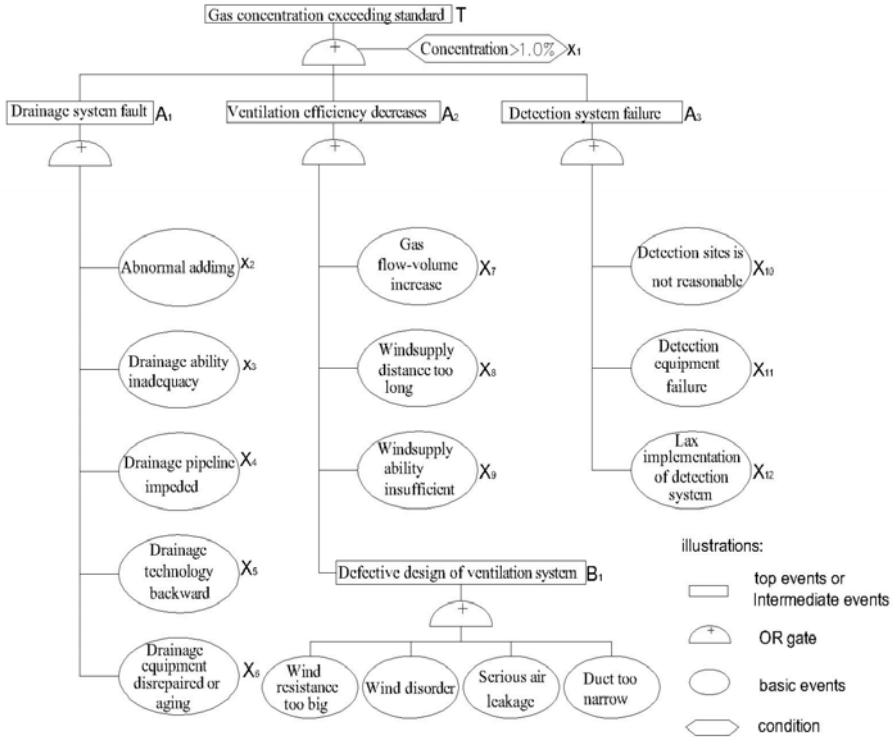 Gas concentration exceeding standard T
Concentration>1.0% X1
Drainage system fault A1
Ventilation efficiency decreases A2
Detection system failure A3
Abnormal adding X2
Drainage ability
inadequacy
X3
Drainage pipeline
impeded
X4
Drainage
technology
backward
X5
Drainage
equipment
disrepaired or
aging
X6
Gas
flow-volume
increase
X7
Windsupply
distance too
long
X8
Windsupply
ability
insufficient
X9
Defective design of ventilation system B1
Wind
resistance
too big
Wind disorder
Serious air
leakage
Duct too
narrow
Detection sites is
not reasonable
X10
Detection
equipment
failure
X11
Lax
implementation
of detection
system
X12
illustrations:
top events or
Intermediate events
OR gate
basic events
condition